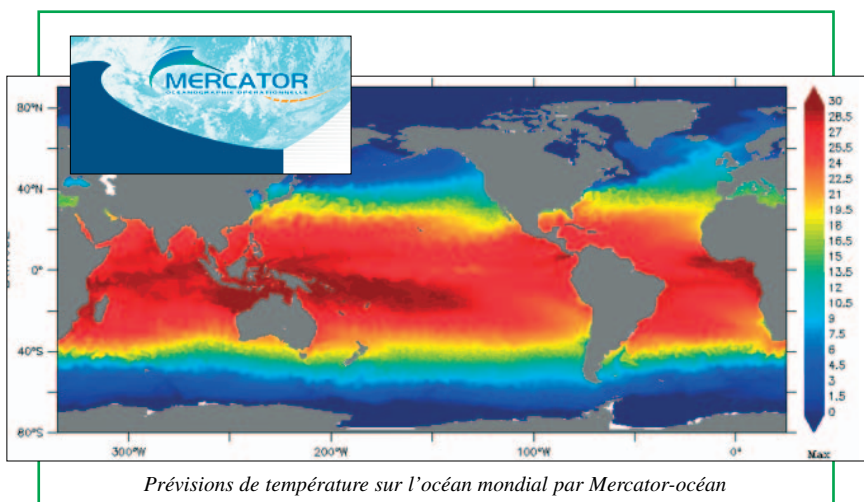 MERCATOR
OCEANOGRAPHIE OPERATIONNELLE
80°N
40°N
0°
40°S
80°S
300°W 200°W 100°W 0°
30
28.5
27
25.5
24
22.5
21
19.5
18
16.5
15
13.5
12
10.5
9
7.5
6
4.5
3
1.5
0
Max
Prévisions de température sur l'océan mondial par Mercator-océan